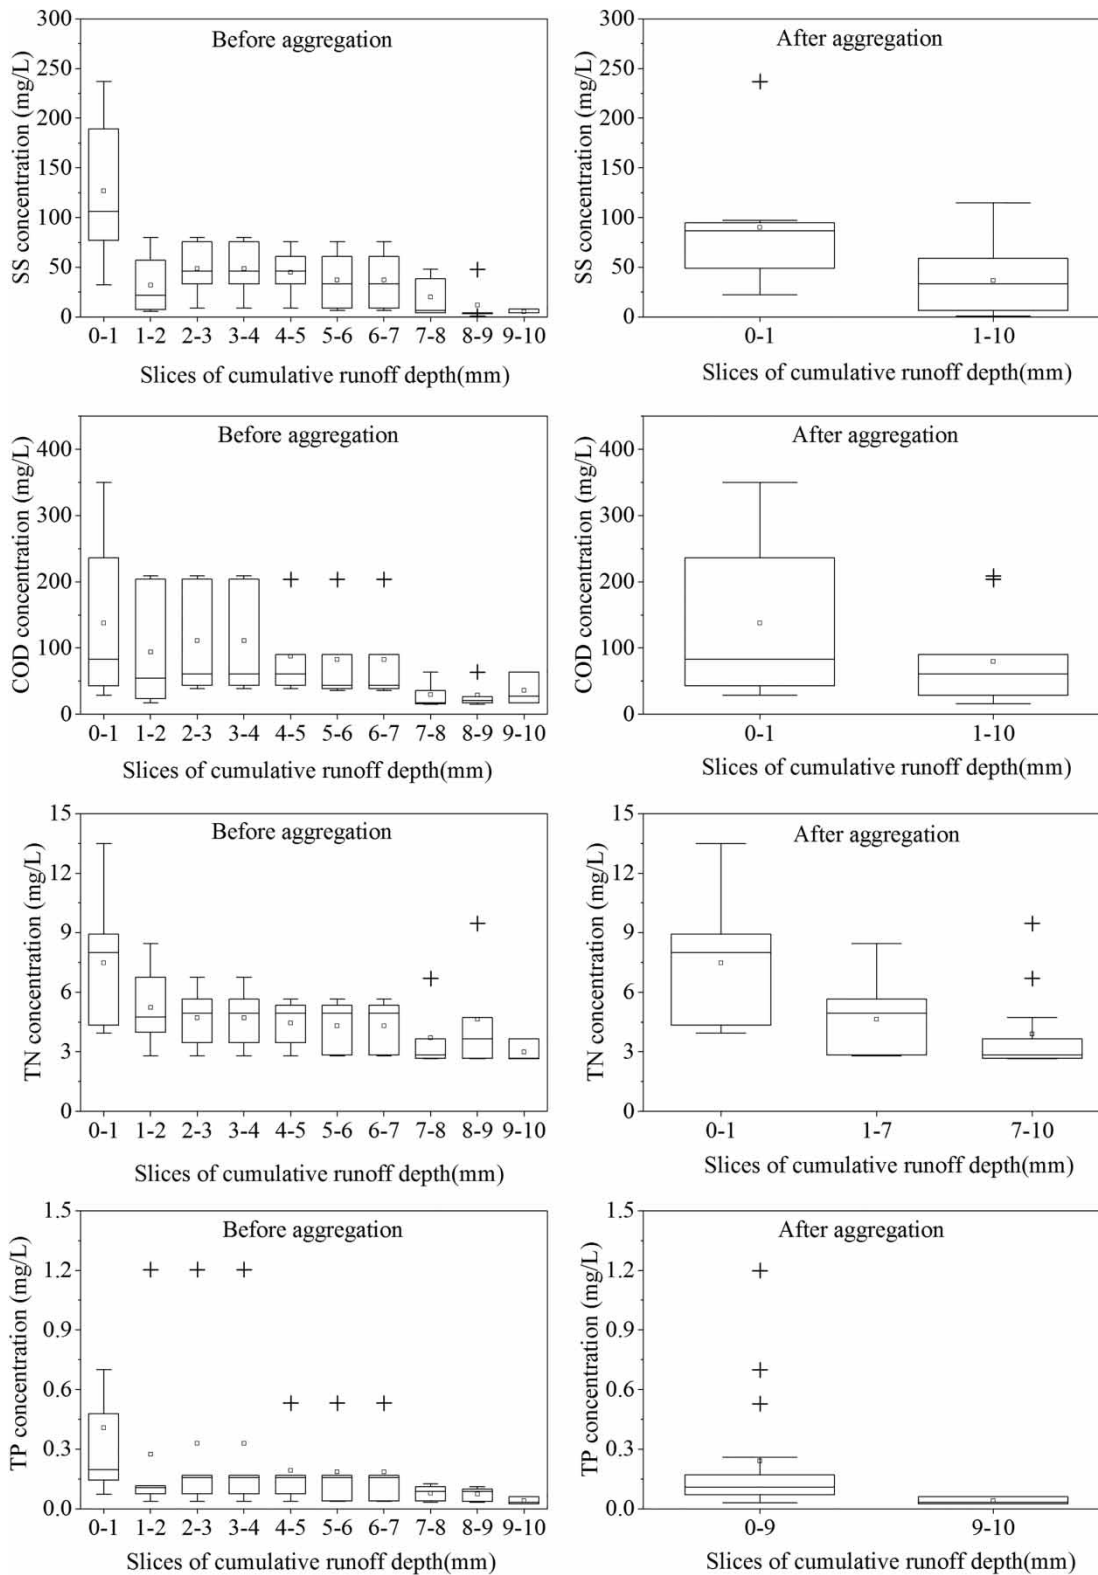 Before aggregation
SS concentration (mg/L)
300
250
200
150
100
50
0
0-1 1-2 2-3 3-4 4-5 5-6 6-7 7-8 8-9 9-10
Slices of cumulative runoff depth(mm)
After aggregation
SS concentration (mg/L)
300
250
200
150
100
50
0
0-1 1-10
Slices of cumulative runoff depth(mm)
Before aggregation
COD concentration (mg/L)
400
300
200
100
0
0-1 1-2 2-3 3-4 4-5 5-6 6-7 7-8 8-9 9-10
Slices of cumulative runoff depth(mm)
After aggregation
COD concentration (mg/L)
400
300
200
100
0
0-1 1-10
Slices of cumulative runoff depth(mm)
Before aggregation
TN concentration (mg/L)
15
12
9
6
3
0
0-1 1-2 2-3 3-4 4-5 5-6 6-7 7-8 8-9 9-10
Slices of cumulative runoff depth(mm)
After aggregation
TN concentration (mg/L)
15
12
9
6
3
0
0-1 1-7 7-10
Slices of cumulative runoff depth(mm)
Before aggregation
TP concentration (mg/L)
1.5
1.2
0.9
0.6
0.3
0.0
0-1 1-2 2-3 3-4 4-5 5-6 6-7 7-8 8-9 9-10
Slices of cumulative runoff depth(mm)
After aggregation
TP concentration (mg/L)
1.5
1.2
0.9
0.6
0.3
0.0
0-9 9-10
Slices of cumulative runoff depth(mm)